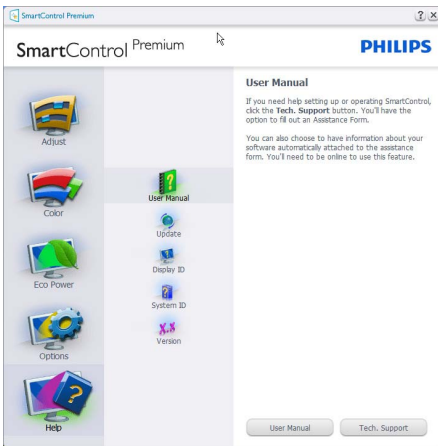 SmartControl Premium
SmartControl Premium
PHILIPS
Adjust
Color
Eco Power
Options
Help
User Manual
Update
Display ID
System ID
X.X
Version
User Manual
If you need help setting up or operating SmartControl,
click the Tech. Support button. You'll have the
option to fill out an Assistance Form.
You can also choose to have information about your
software automatically attached to the assistance
form. You'll need to be online to use this feature.
User Manual
Tech. Support